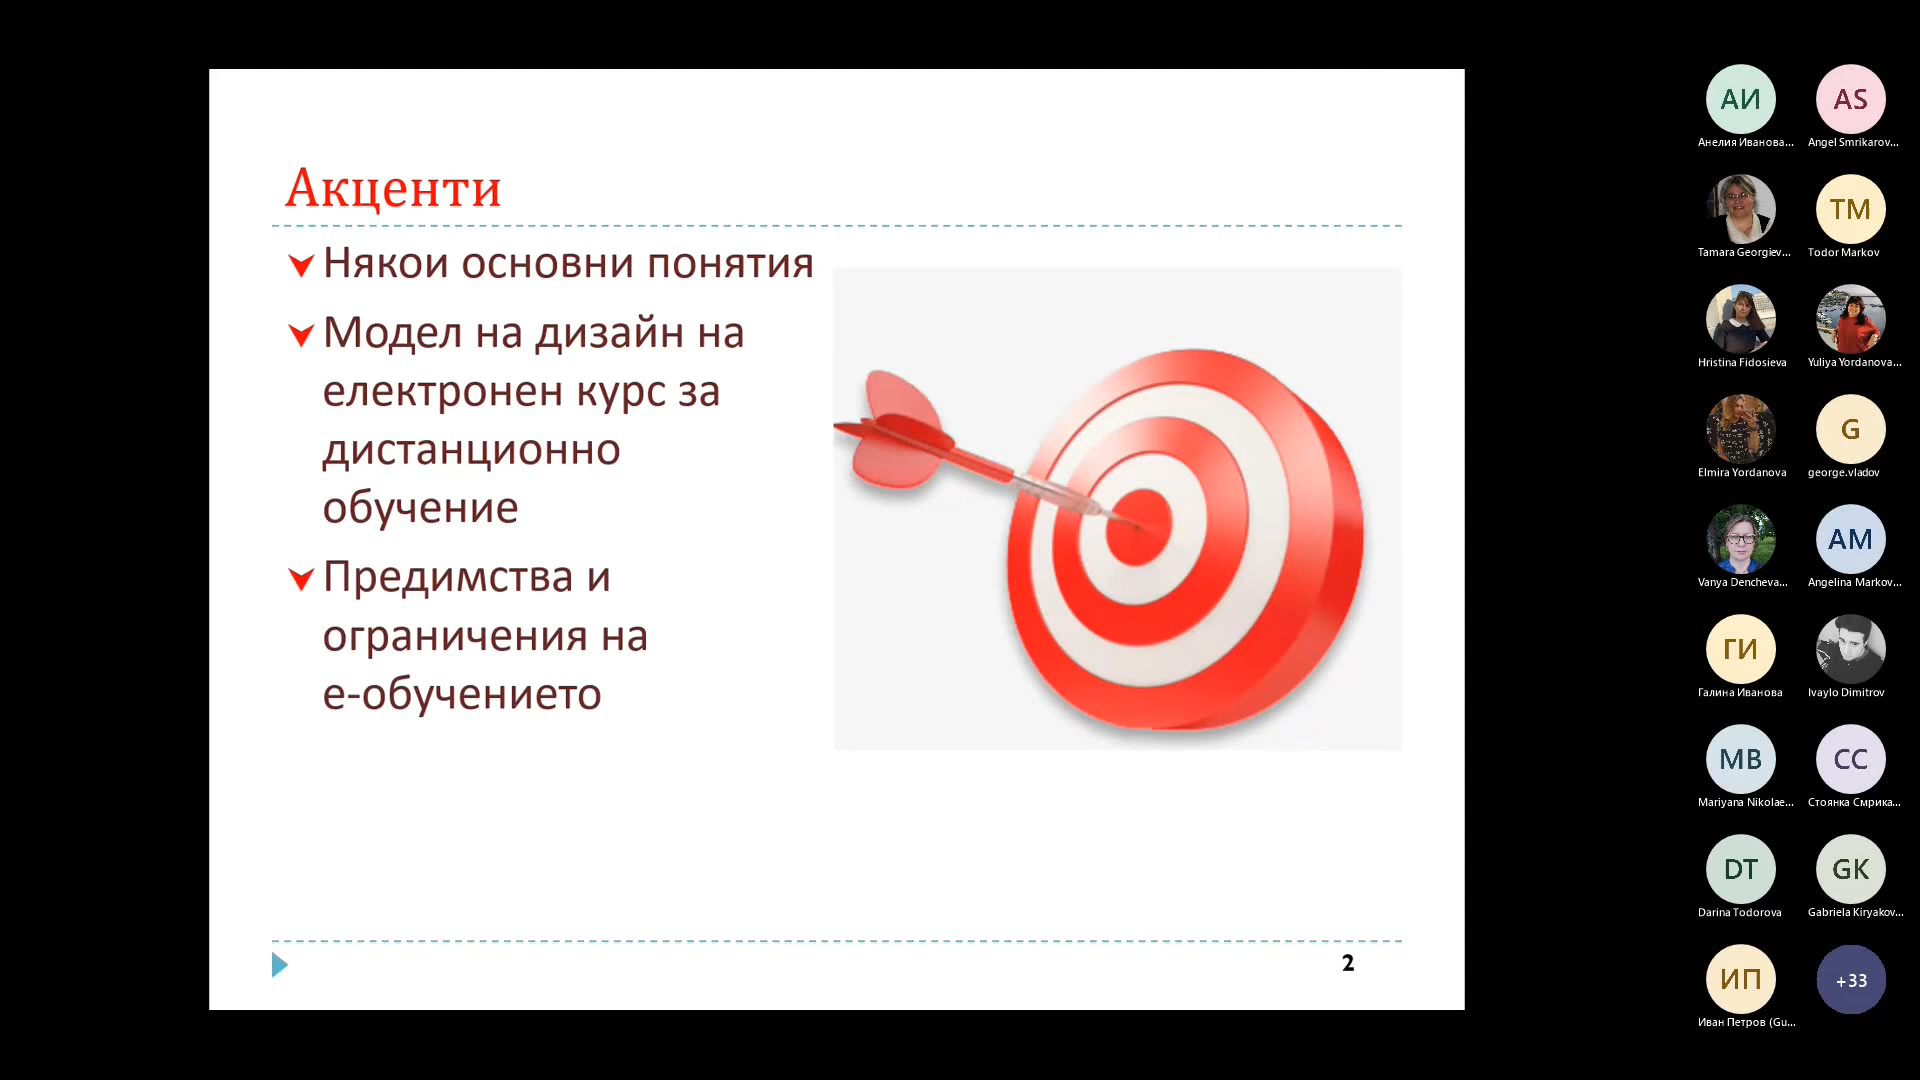 Акценти
Някои основни понятия
Модел на дизайн на
електронен курс за
дистанционно
обучение
Предимства и
ограничения на
е-обучението
2
АИ
Анелия Иванова...
AS
Angel Smrikarov...
Tamara Georgiev...
TM
Todor Markov
Hristina Fidosieva
Yuliya Yordanova...
Elmira Yordanova
G
george.vladov
Vanya Dencheva...
AM
Angelina Markov...
ГИ
Галина Иванова
Ivaylo Dimitrov
MB
Mariyana Nikolae...
СС
Стоянка Смрика...
DT
Darina Todorova
GK
Gabriela Kiryakov...
ИП
Иван Петров (Gu...
+33